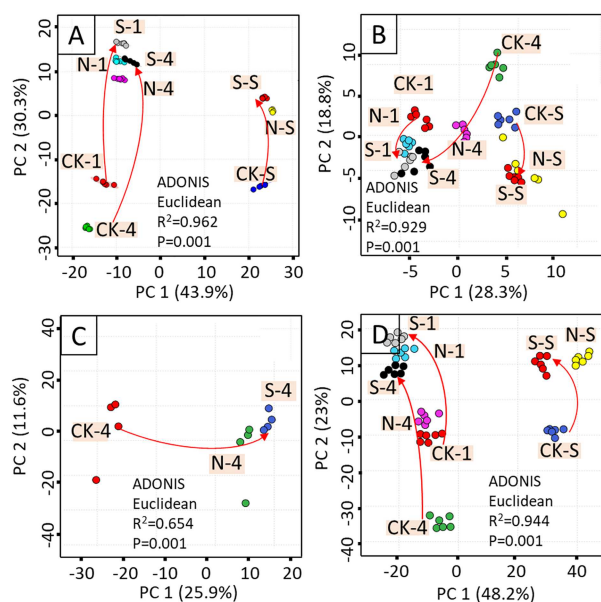 A
S-1
S-4
N-1
N-4
S-S
N-S
CK-1
CK-S
CK-4
ADONIS
Euclidean
R²=0.962
P=0.001
20
10
0
-10
-20
-30
PC 2 (30.3%)
-20 -10 0 10 20 30
PC 1 (43.9%)
B
CK-4
CK-1
CK-S
N-1
S-1
N-4
N-S
S-4
S-S
ADONIS
Euclidean
R²=0.929
P=0.001
10
5
0
-5
-10
PC 2 (18.8%)
-5 0 5 10
PC 1 (28.3%)
C
S-4
CK-4
N-4
ADONIS
Euclidean
R²=0.654
P=0.001
40
20
0
-20
-40
PC 2 (11.6%)
-20 -10 0 10 20
PC 1 (25.9%)
D
S-1
S-S
N-S
N-1
S-4
N-4
CK-1
CK-S
CK-4
ADONIS
Euclidean
R²=0.944
P=0.001
20
10
0
-10
-20
-30
-40
PC 2 (23%)
-20 0 20 40
PC 1 (48.2%)